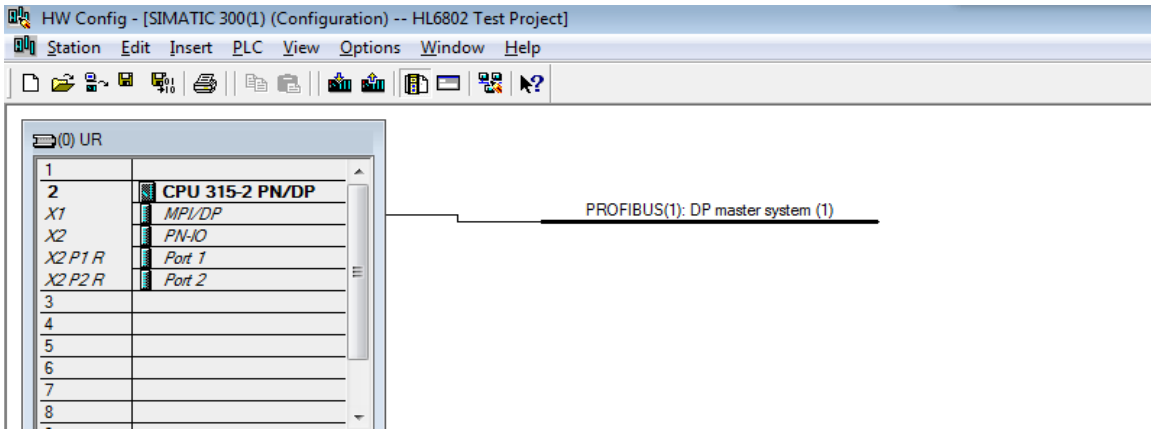 HW Config - [SIMATIC 300(1) (Configuration) -- HL6802 Test Project]
Station Edit Insert PLC View Options Window Help
(0) UR
1
2 CPU 315-2 PN/DP
X1 MPI/DP
X2 PN-IO
X2 P1 R Port 1
X2 P2 R Port 2
3
4
5
6
7
8
PROFIBUS(1): DP master system (1)